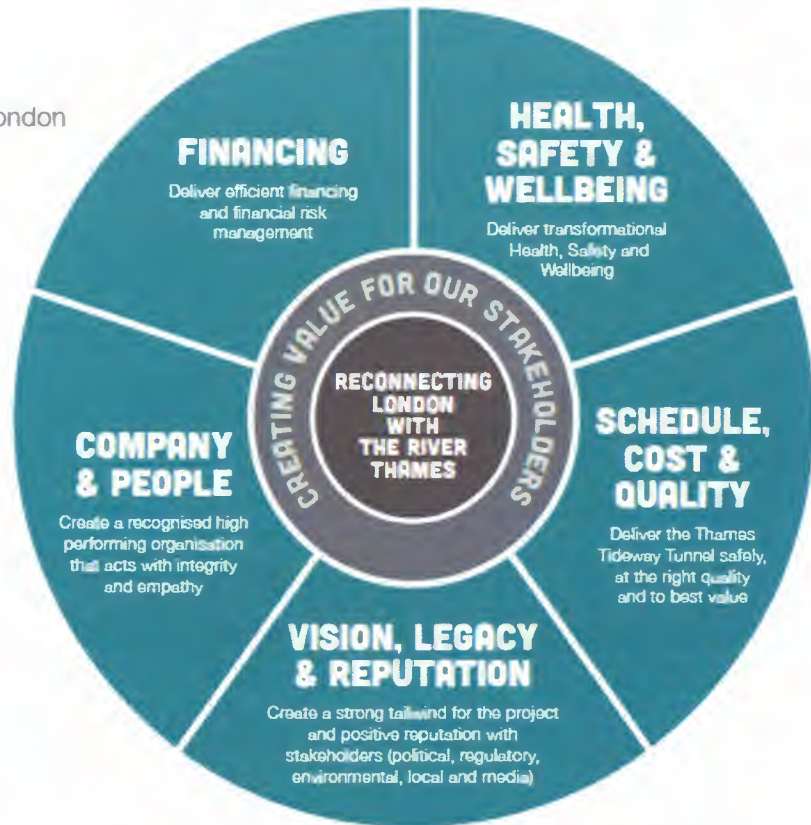 ondon
FINANCING
Deliver efficient financing
and financial risk
management
HEALTH,
SAFETY &
WELLBEING
Deliver transformational
Health, Safety and
Wellbeing
CREATING VALUE FOR OUR STAKEHOLDERS
RECONNECTING
LONDON
WITH
THE RIVER
THAMES
COMPANY
& PEOPLE
Create a recognised high
performing organisation
that acts with integrity
and empathy
SCHEDULE,
COST &
QUALITY
Deliver the Thames
Tideway Tunnel safely,
at the right quality
and to best value
VISION, LEGACY
& REPUTATION
Create a strong tailwind for the project
and positive reputation with
stakeholders (political, regulatory,
environmental, local and media)